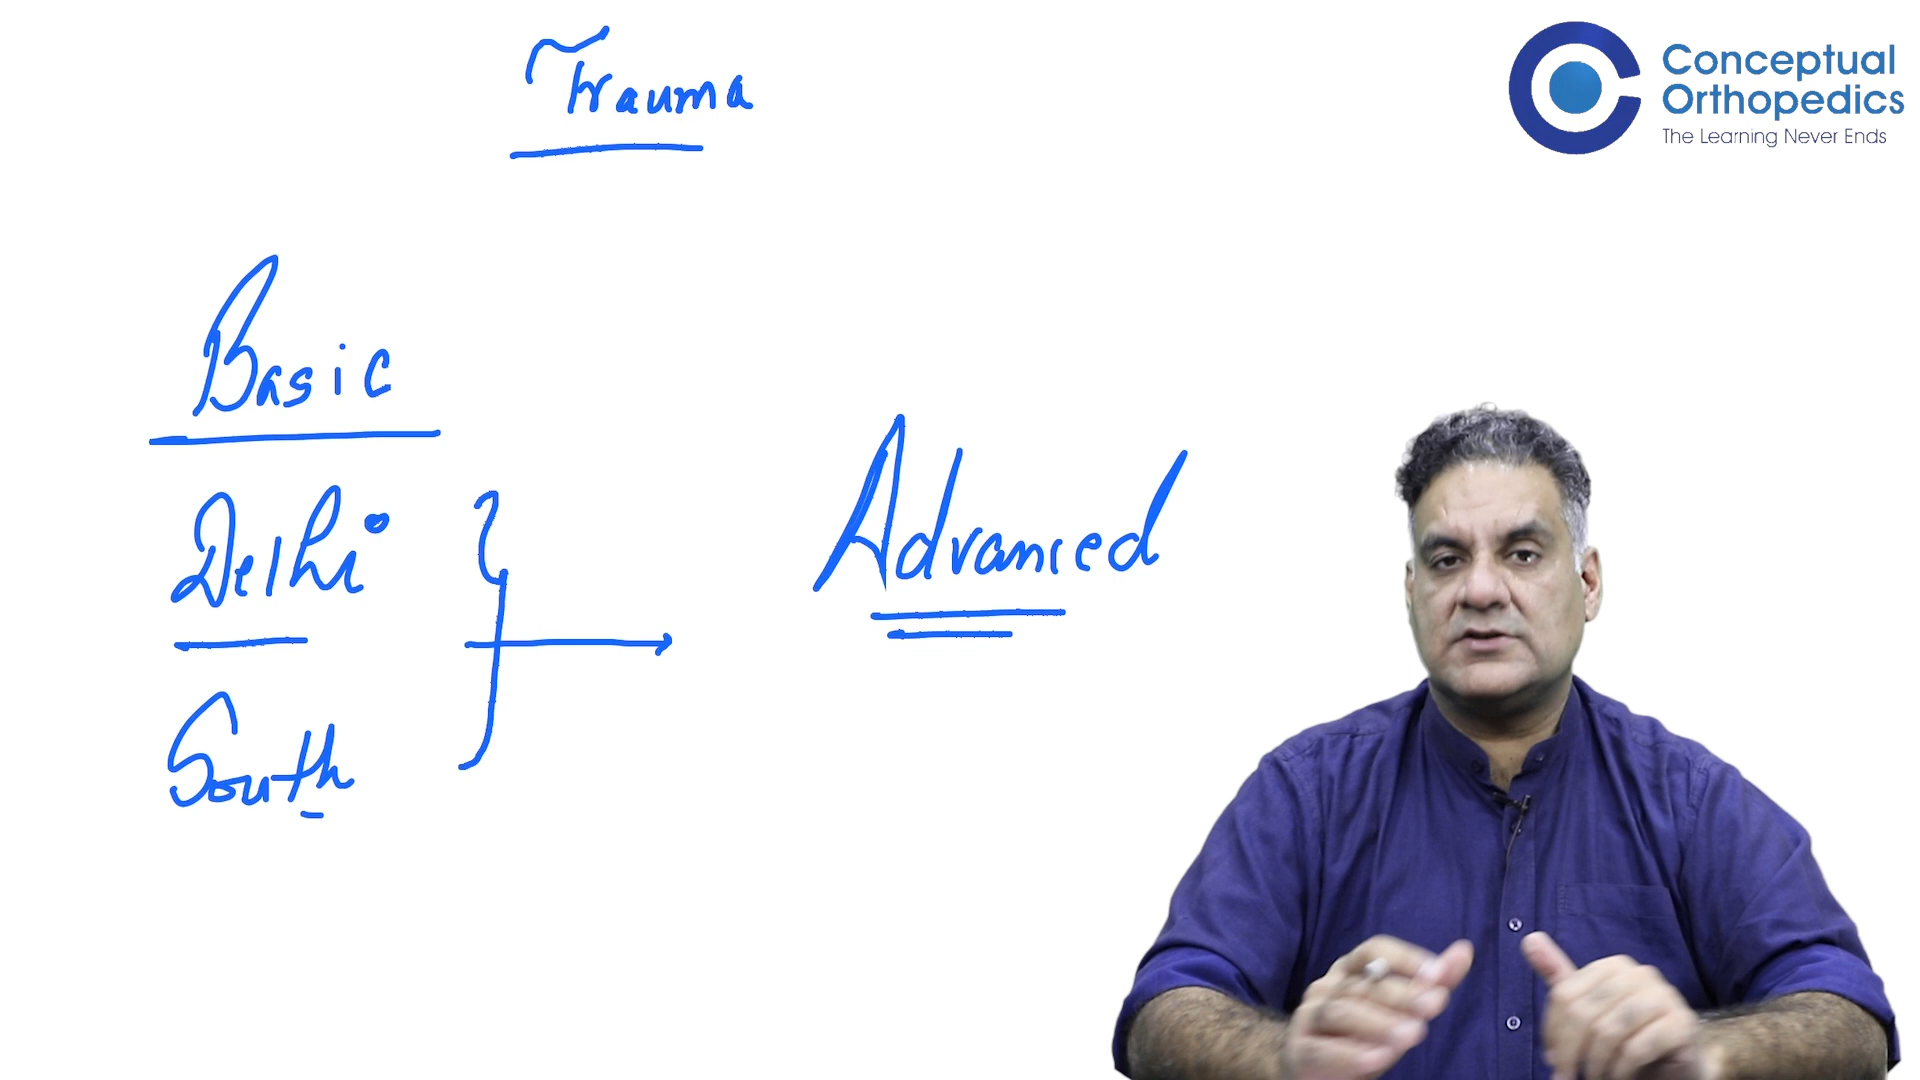 Trauma
Conceptual
Orthopedics
The Learning Never Ends
Basic
Delhi
South
Advanced